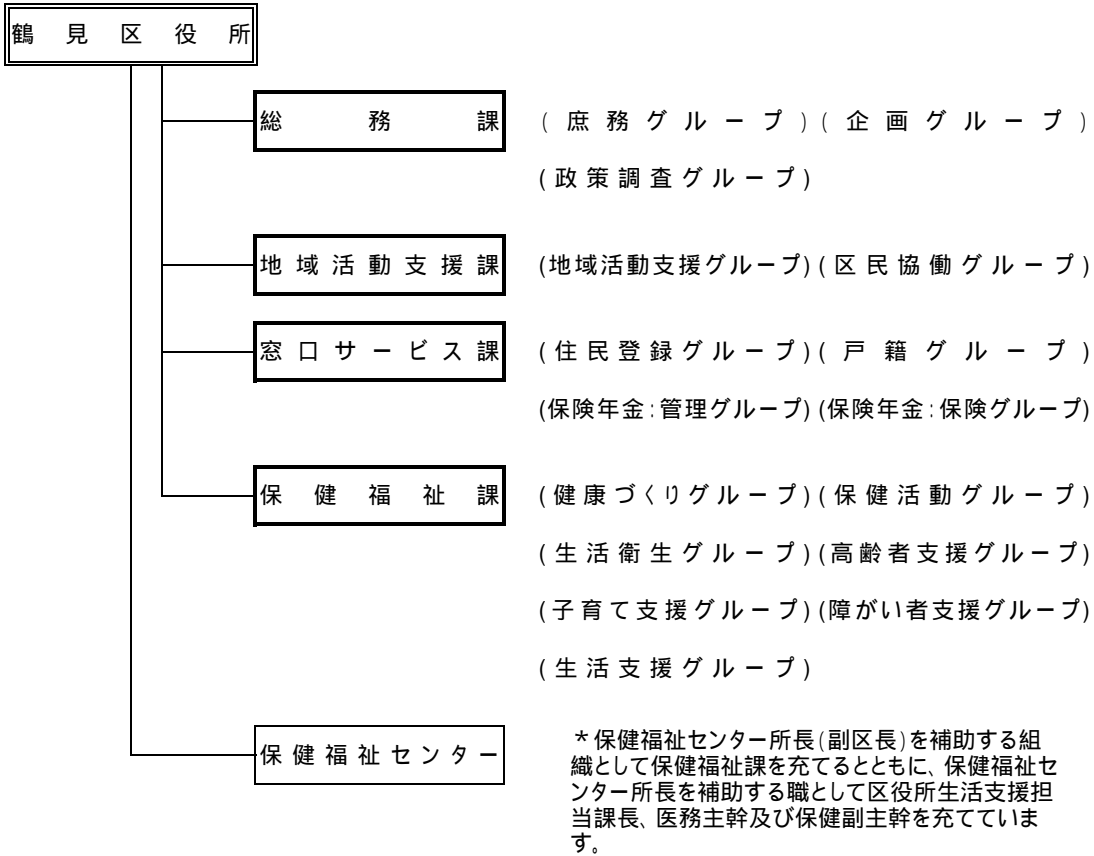 鶴見区役所
総務課 (庶務グループ)(企画グループ)
(政策調査グループ)
地域活動支援課 (地域活動支援グループ)(区民協働グループ)
窓口サービス課 (住民登録グループ)(戸籍グループ)
(保険年金:管理グループ)(保険年金:保険グループ)
保健福祉課 (健康づくりグループ)(保健活動グループ)
(生活衛生グループ)(高齢者支援グループ)
(子育て支援グループ)(障がい者支援グループ)
(生活支援グループ)
保健福祉センター
*保健福祉センター所長(副区長)を補助する組
織として保健福祉課を充てるとともに、保健福祉セ
ンター所長を補助する職として区役所生活支援担
当課長、医務主幹及び保健副主幹を充てていま
す。